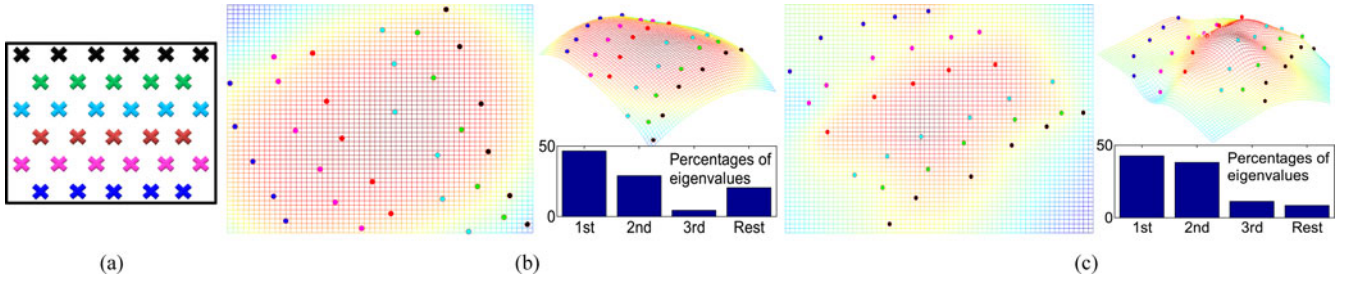 50
Percentages of
eigenvalues
0
1st 2nd 3rd Rest
50
Percentages of
eigenvalues
0
1st 2nd 3rd Rest
(a) (b) (c)